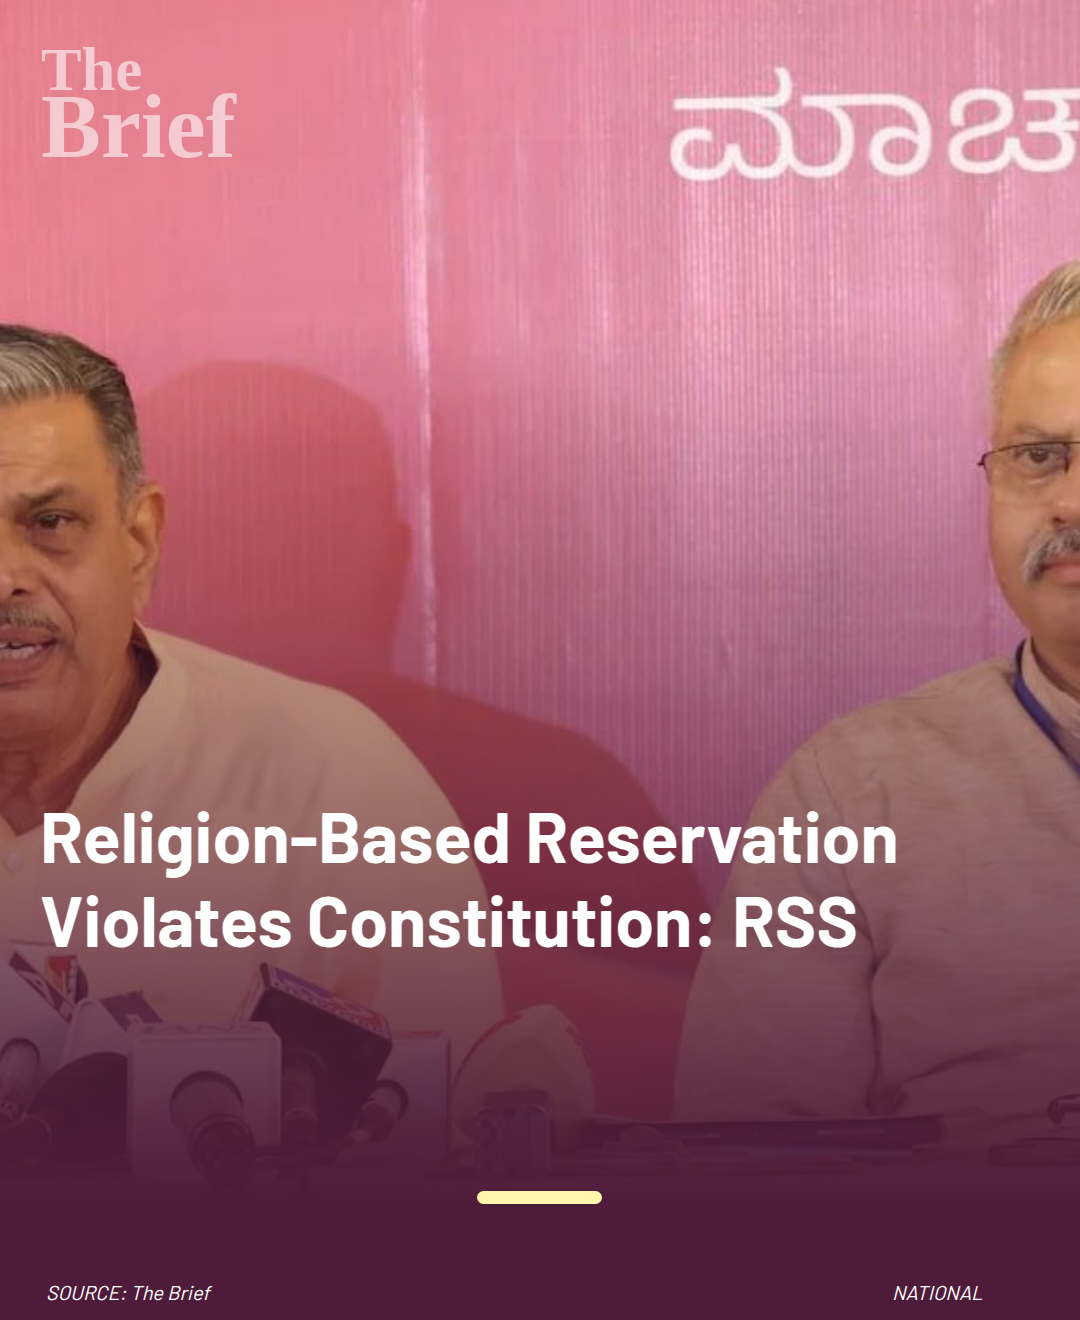 The
Brief
ಮಾಚ
Religion-Based Reservation
Violates Constitution: RSS
SOURCE: The Brief
NATIONAL